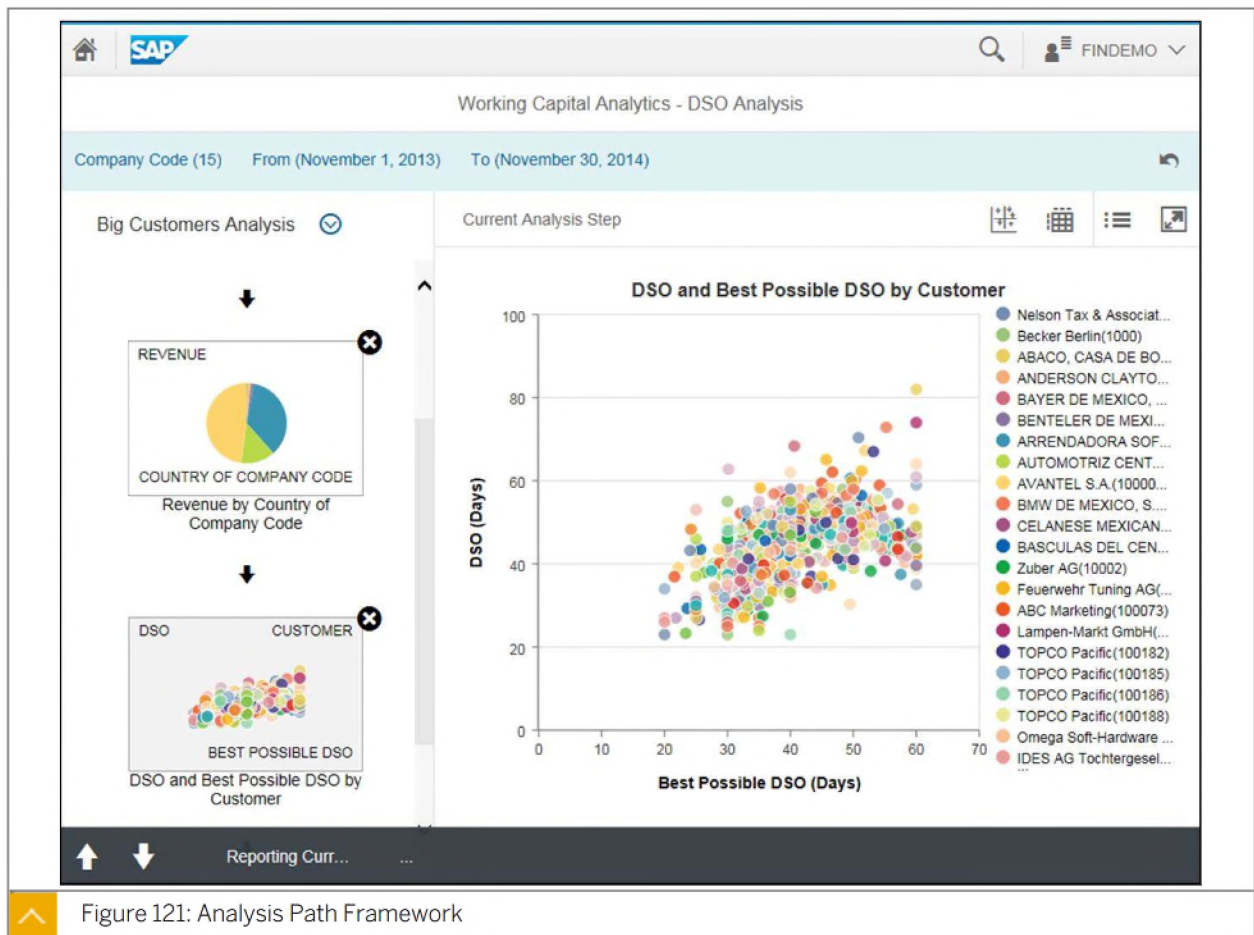 SAP
FINDEMO
Working Capital Analytics - DSO Analysis
Company Code (15) From (November 1, 2013) To (November 30, 2014)
Big Customers Analysis
Current Analysis Step
REVENUE
COUNTRY OF COMPANY CODE
Revenue by Country of
Company Code
DSO CUSTOMER
BEST POSSIBLE DSO
DSO and Best Possible DSO by
Customer
DSO and Best Possible DSO by Customer
DSO (Days)
100
80
60
40
20
0
0 10 20 30 40 50 60 70
Best Possible DSO (Days)
Nelson Tax & Associat...
Becker Berlin(1000)
ABACO, CASA DE BO...
ANDERSON CLAYTO...
BAYER DE MEXICO, ...
BENTELER DE MEXI...
ARRENDADORA SOF...
AUTOMOTRIZ CENT...
AVANTEL S.A.(10000...
BMW DE MEXICO, S....
CELANESE MEXICAN...
BASCULAS DEL CEN...
Zuber AG(10002)
Feuerwehr Tuning AG(...
ABC Marketing(100073)
Lampen-Markt GmbH(...
TOPCO Pacific(100182)
TOPCO Pacific(100185)
TOPCO Pacific(100186)
TOPCO Pacific(100188)
Omega Soft-Hardware ...
IDES AG Tochtergesel...
...
Reporting Curr... ...
Figure 121: Analysis Path Framework